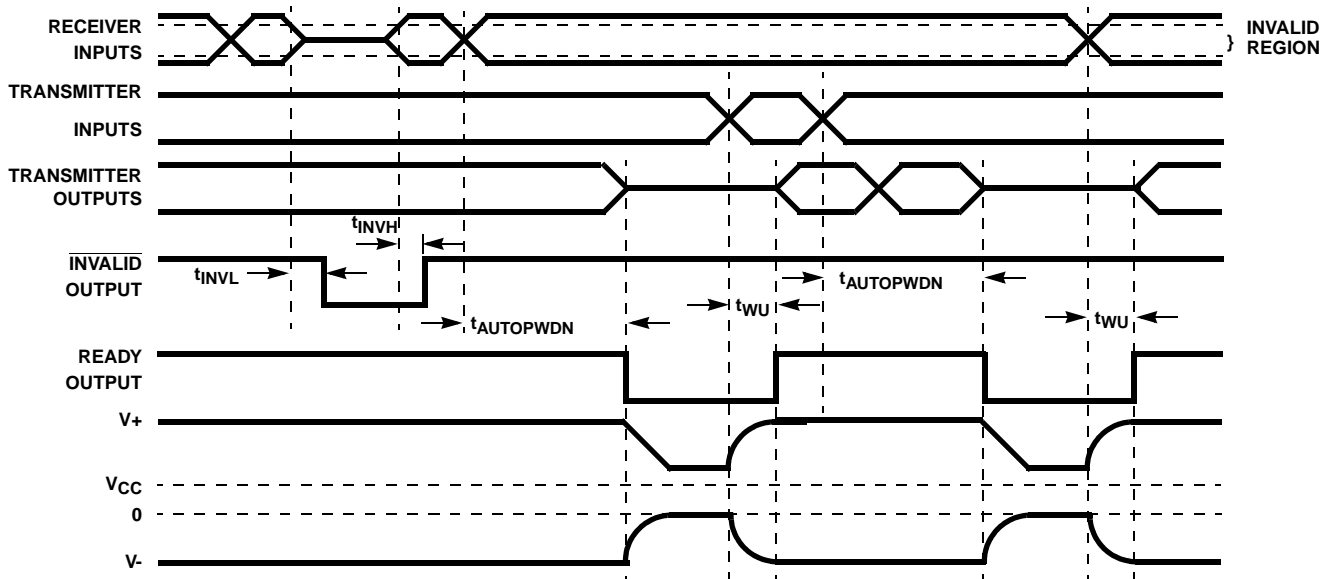 RECEIVER
INPUTS
} INVALID
REGION
TRANSMITTER
INPUTS
TRANSMITTER
OUTPUTS
tINVH
INVALID
OUTPUT
tINVL
tAUTOPWDN
tWU
tAUTOPWDN
tWU
READY
OUTPUT
V+
VCC
0
V-